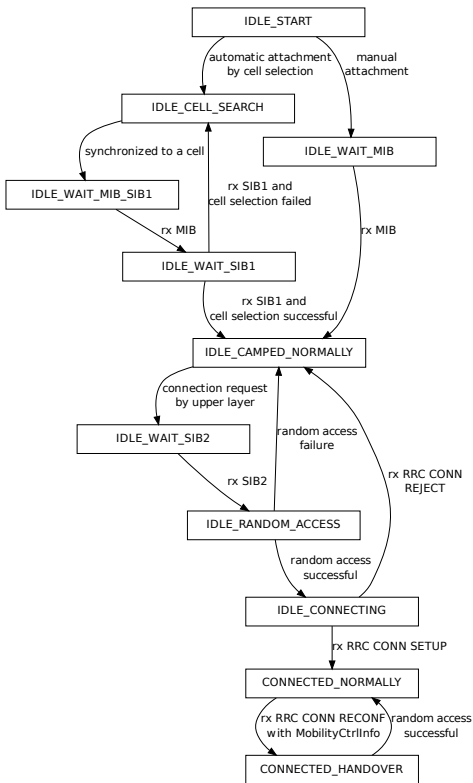 IDLE_START
automatic attachment
by cell selection
manual
attachment
IDLE_CELL_SEARCH
synchronized to a cell
IDLE_WAIT_MIB
IDLE_WAIT_MIB_SIB1
rx SIB1 and
cell selection failed
rx MIB
rx MIB
IDLE_WAIT_SIB1
rx SIB1 and
cell selection successful
IDLE_CAMPED_NORMALLY
connection request
by upper layer
IDLE_WAIT_SIB2
random access
failure
rx SIB2
rx RRC CONN
REJECT
IDLE_RANDOM_ACCESS
random access
successful
IDLE_CONNECTING
rx RRC CONN SETUP
CONNECTED_NORMALLY
rx RRC CONN RECONF
with MobilityCtrlInfo
random access
successful
CONNECTED_HANDOVER